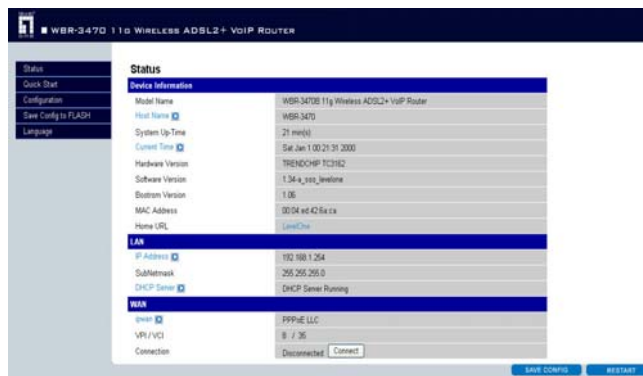 WBR-3470 11g Wireless ADSL2+ VoIP Router
Status
Quick Start
Configuration
Save Config to FLASH
Language
Status
Device Information
Model Name WBR-3470B 11g Wireless ADSL2+ VoIP Router
Host Name WBR-3470
System Up-Time 21 min(s)
Current Time Sat Jan 1 00:21:31 2000
Hardware Version TRENDCHIP TC3162
Software Version
Bootrom Version 1.06
MAC Address 00:04:ed:42:6a:ca
Home URL LevelOne
LAN
IP Address 192.168.1.254
SubNetmask 255.255.255.0
DHCP Server DHCP Server Running
WAN
ipwan PPPoE LLC
VPI / VCI 8 / 35
Connection Disconnected Connect
SAVE CONFIG RESTART